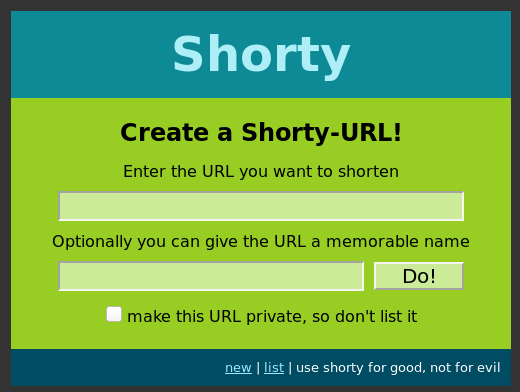 Shorty
Create a Shorty-URL!
Enter the URL you want to shorten
Optionally you can give the URL a memorable name
Do!
make this URL private, so don't list it
new | list | use shorty for good, not for evil